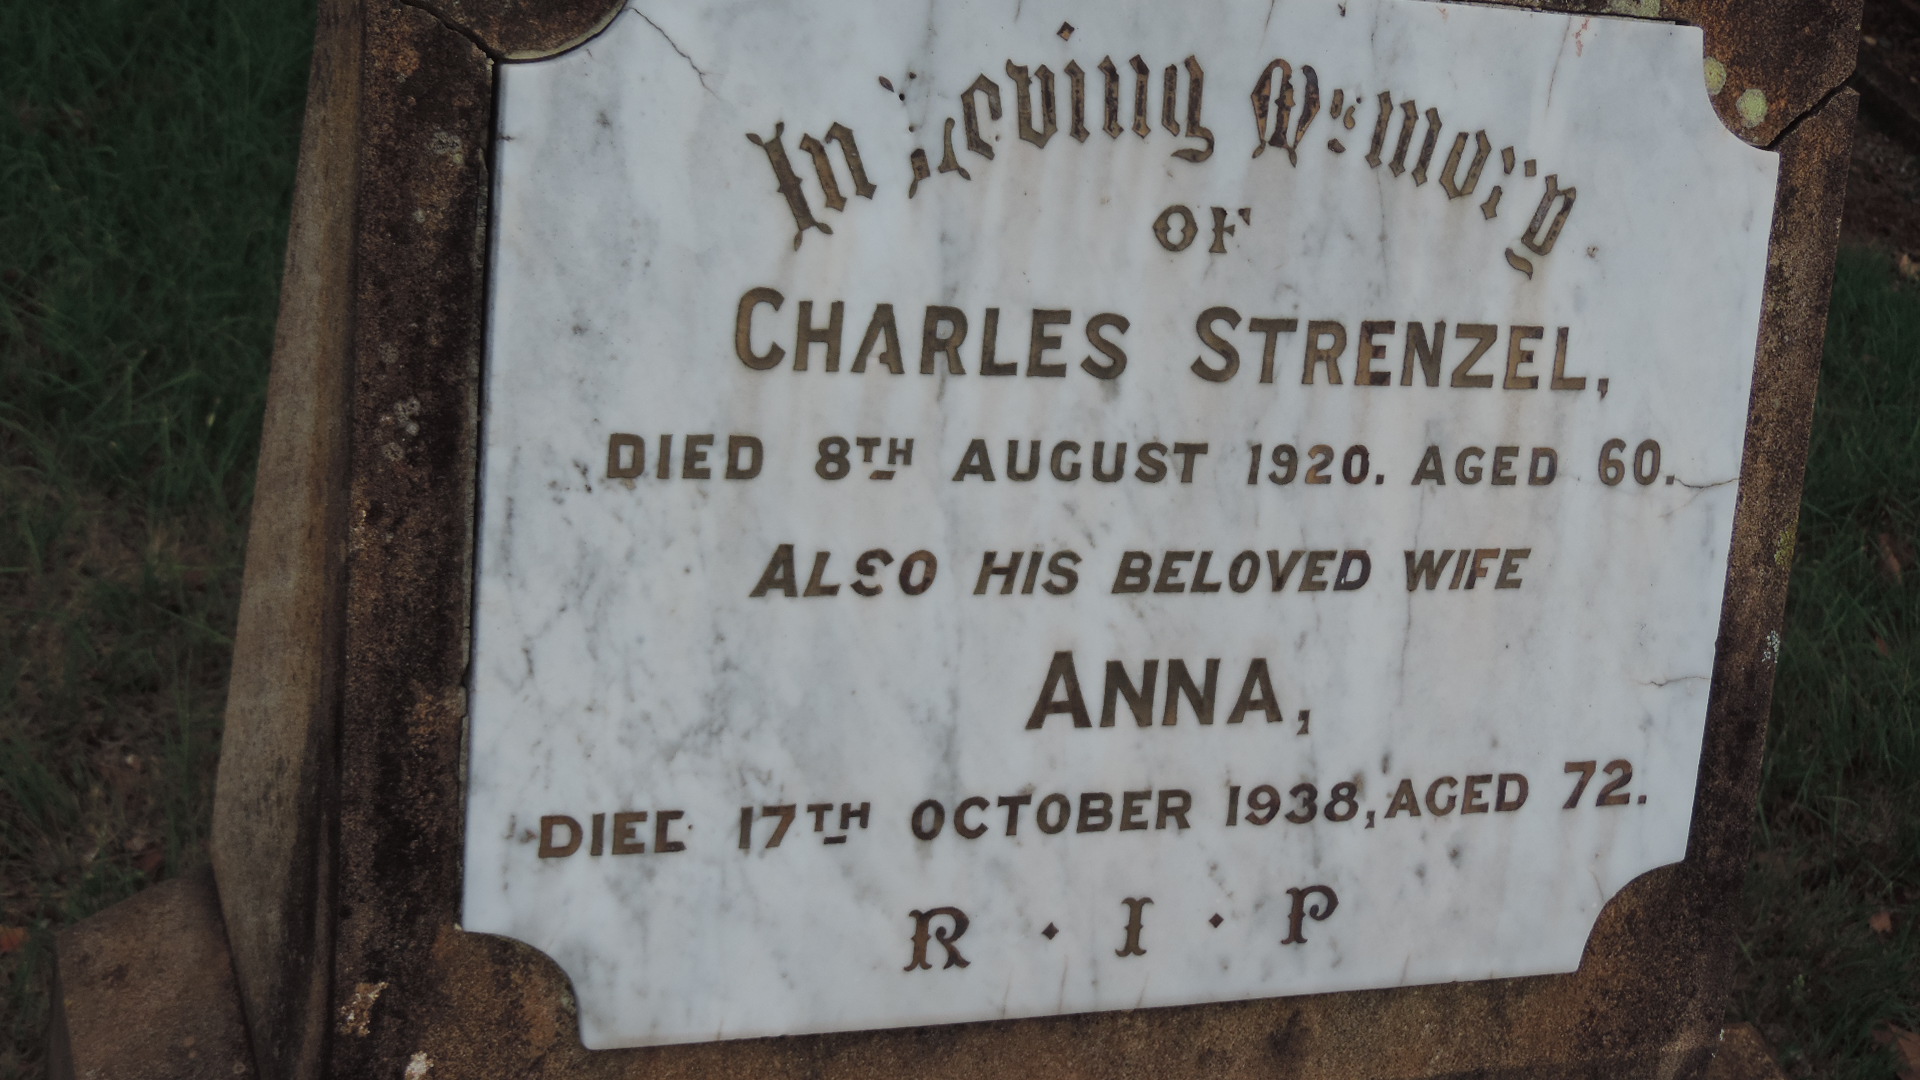 In Loving Memory
OF
CHARLES STRENZEL,
DIED 8TH AUGUST 1920. AGED 60.
ALSO HIS BELOVED WIFE
ANNA,
DIED 17TH OCTOBER 1938, AGED 72.
R · I · P